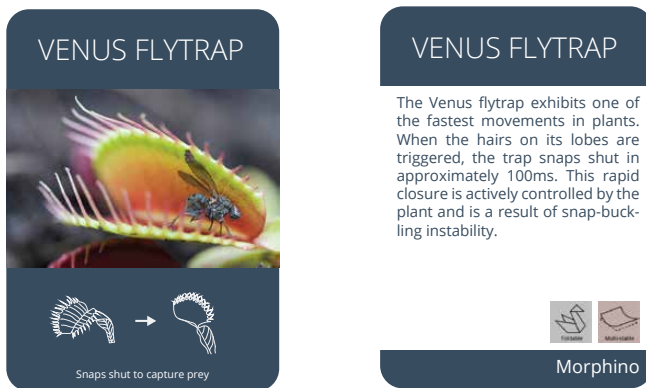 VENUS FLYTRAP
Snaps shut to capture prey
VENUS FLYTRAP
The Venus flytrap exhibits one of
the fastest movements in plants.
When the hairs on its lobes are
triggered, the trap snaps shut in
approximately 100ms. This rapid
closure is actively controlled by the
plant and is a result of snap-buck-
ling instability.
Foldable
Multi-stable
Morphino